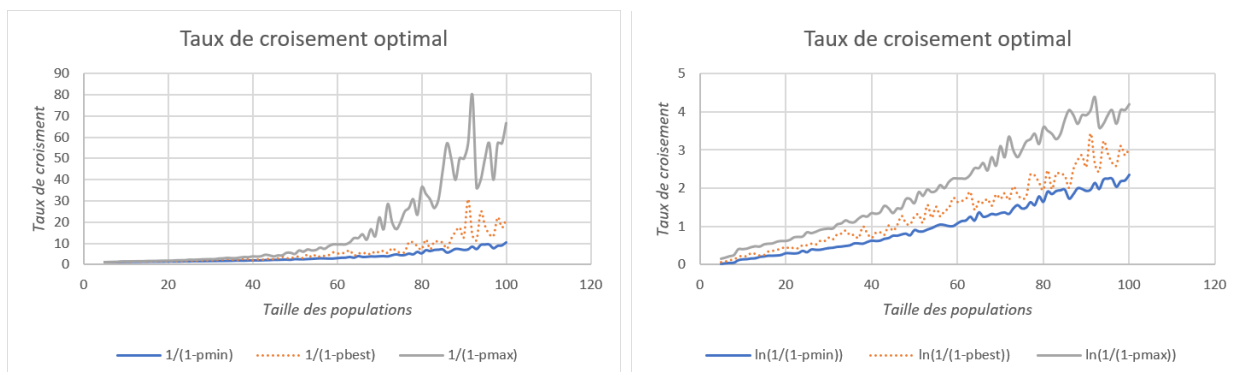 Taux de croisement optimal
90
80
70
60
50
40
30
20
10
0
0 20 40 60 80 100 120
Taux de croisment
Taille des populations
1/(1-pmin) 1/(1-pbest) 1/(1-pmax)
Taux de croisement optimal
5
4
3
2
1
0
0 20 40 60 80 100 120
Taux de croisement
Taille des populations
ln(1/(1-pmin)) ln(1/(1-pbest)) ln(1/(1-pmax))